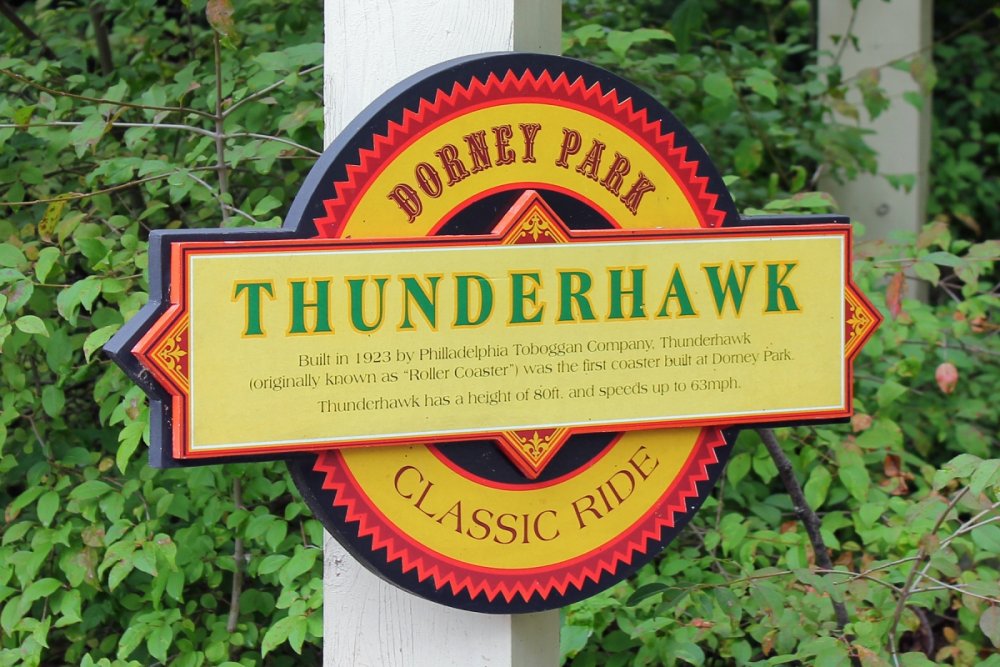 DORNEY PARK
THUNDERHAWK
Built in 1923 by Philadelphia Toboggan Company, Thunderhawk
(originally known as “Roller Coaster”) was the first coaster built at Dorney Park.
Thunderhawk has a height of 80ft. and speeds up to 63mph.
CLASSIC RIDE